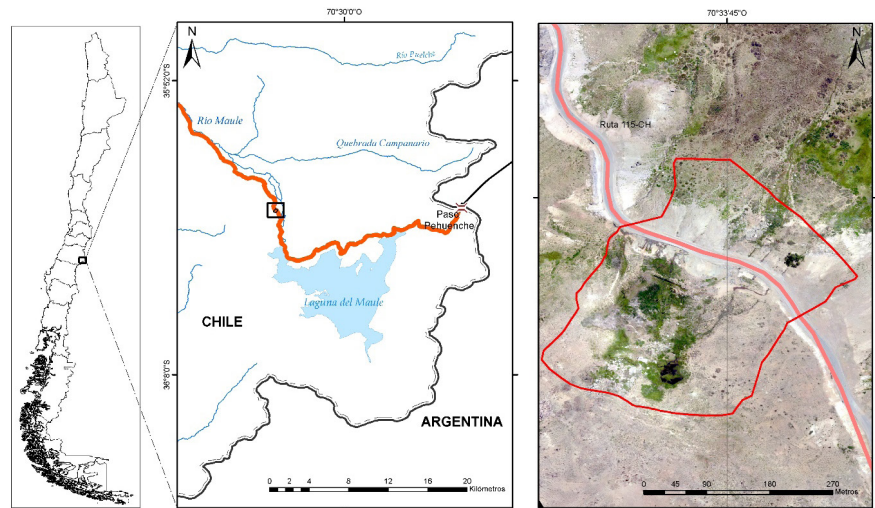 70°30'0"O
N
35°52'0"S
Río Puelche
Río Maule
Quebrada Campanario
Paso
Pehuenche
Laguna del Maule
CHILE
36°8'0"S
ARGENTINA
0 2 4 8 12 16 20
Kilómetros
70°33'45"O
N
Ruta 115-CH
0 45 90 180 270
Metros